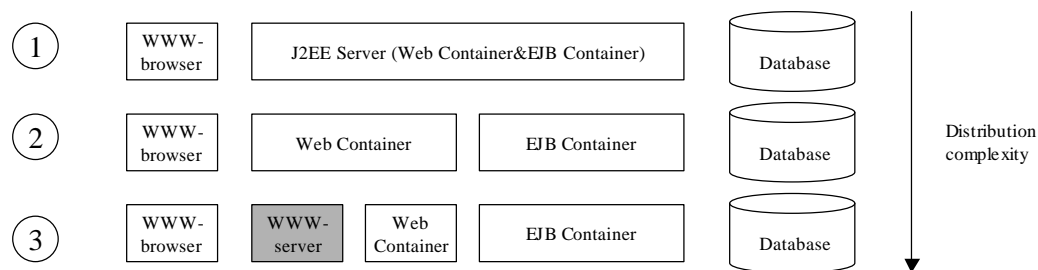 1
WWW-
browser
J2EE Server (Web Container&EJB Container)
Database
2
WWW-
browser
Web Container
EJB Container
Database
Distribution
complexity
3
WWW-
browser
WWW-
server
Web
Container
EJB Container
Database